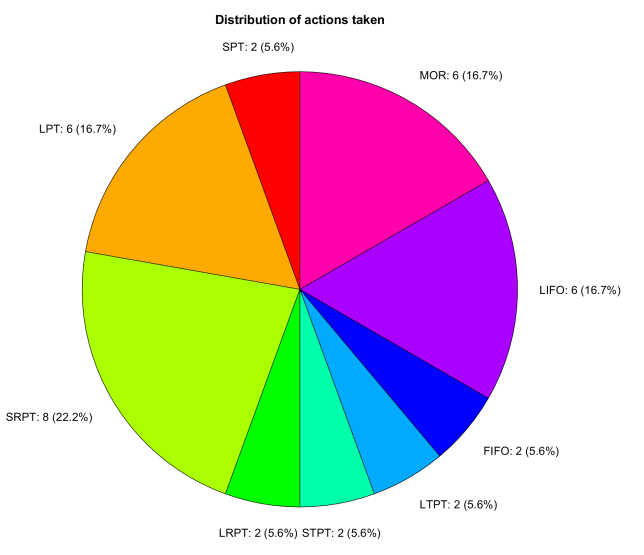 Distribution of actions taken
SPT: 2 (5.6%)
MOR: 6 (16.7%)
LPT: 6 (16.7%)
LIFO: 6 (16.7%)
SRPT: 8 (22.2%)
FIFO: 2 (5.6%)
LTPT: 2 (5.6%)
LRPT: 2 (5.6%) STPT: 2 (5.6%)